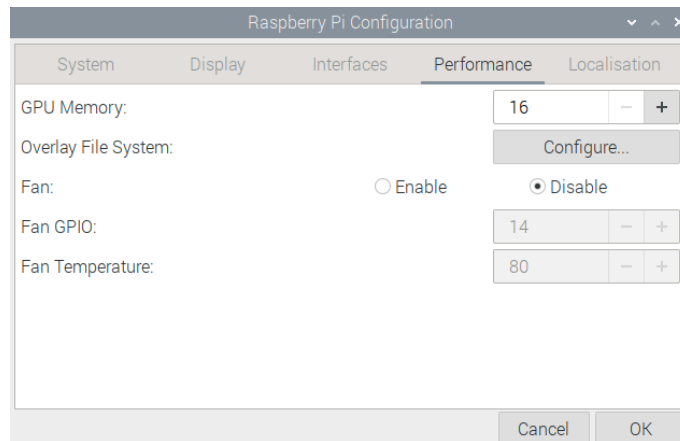 Raspberry Pi Configuration
System Display Interfaces Performance Localisation
GPU Memory: 16 − +
Overlay File System: Configure...
Fan: Enable Disable
Fan GPIO: 14 − +
Fan Temperature: 80 − +
Cancel OK